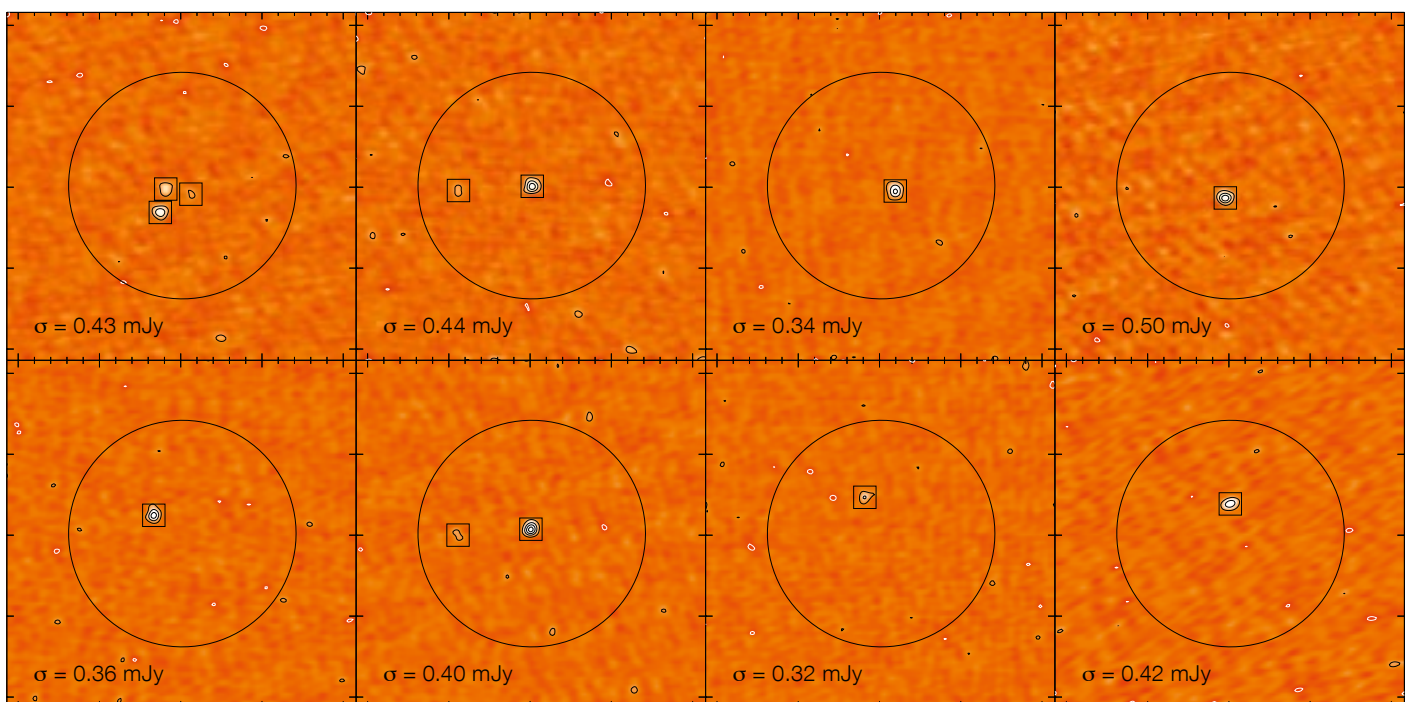 σ = 0.43 mJy
σ = 0.44 mJy
σ = 0.34 mJy
σ = 0.50 mJy
σ = 0.36 mJy
σ = 0.40 mJy
σ = 0.32 mJy
σ = 0.42 mJy